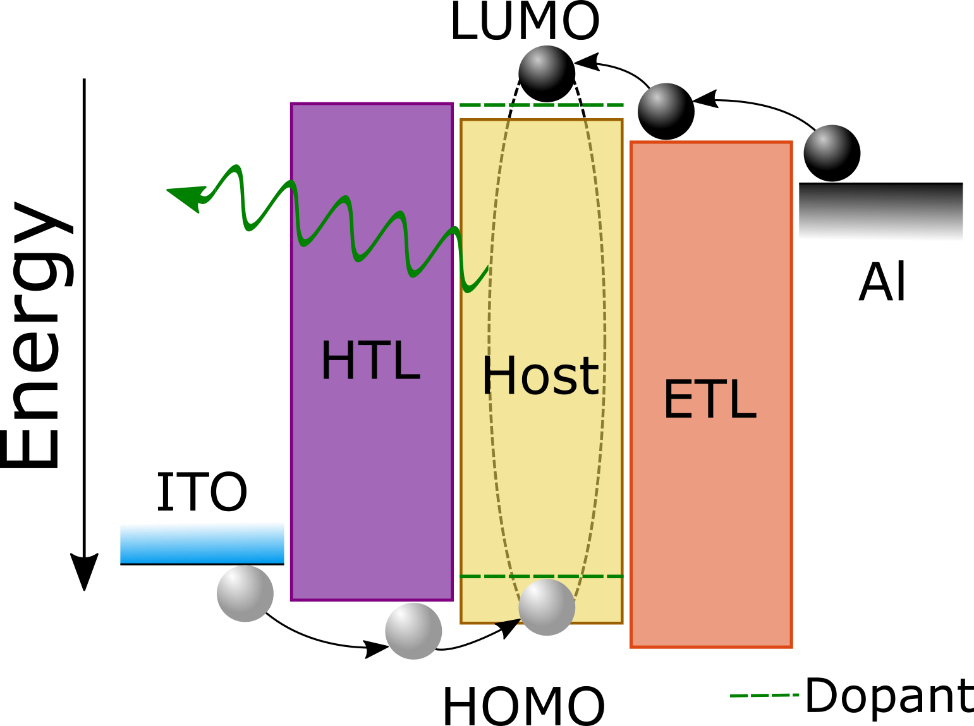 LUMO
Energy
HTL
Host
ETL
Al
ITO
HOMO
Dopant